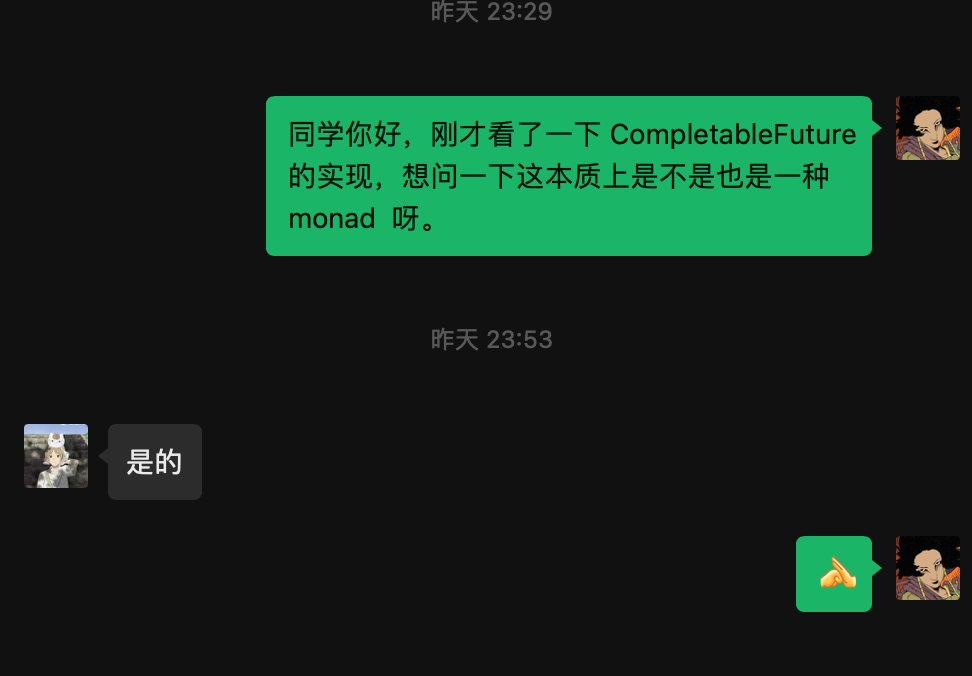 昨天 23:29
同学你好，刚才看了一下 CompletableFuture
的实现，想问一下这本质上是不是也是一种
monad 呀。
昨天 23:53
是的